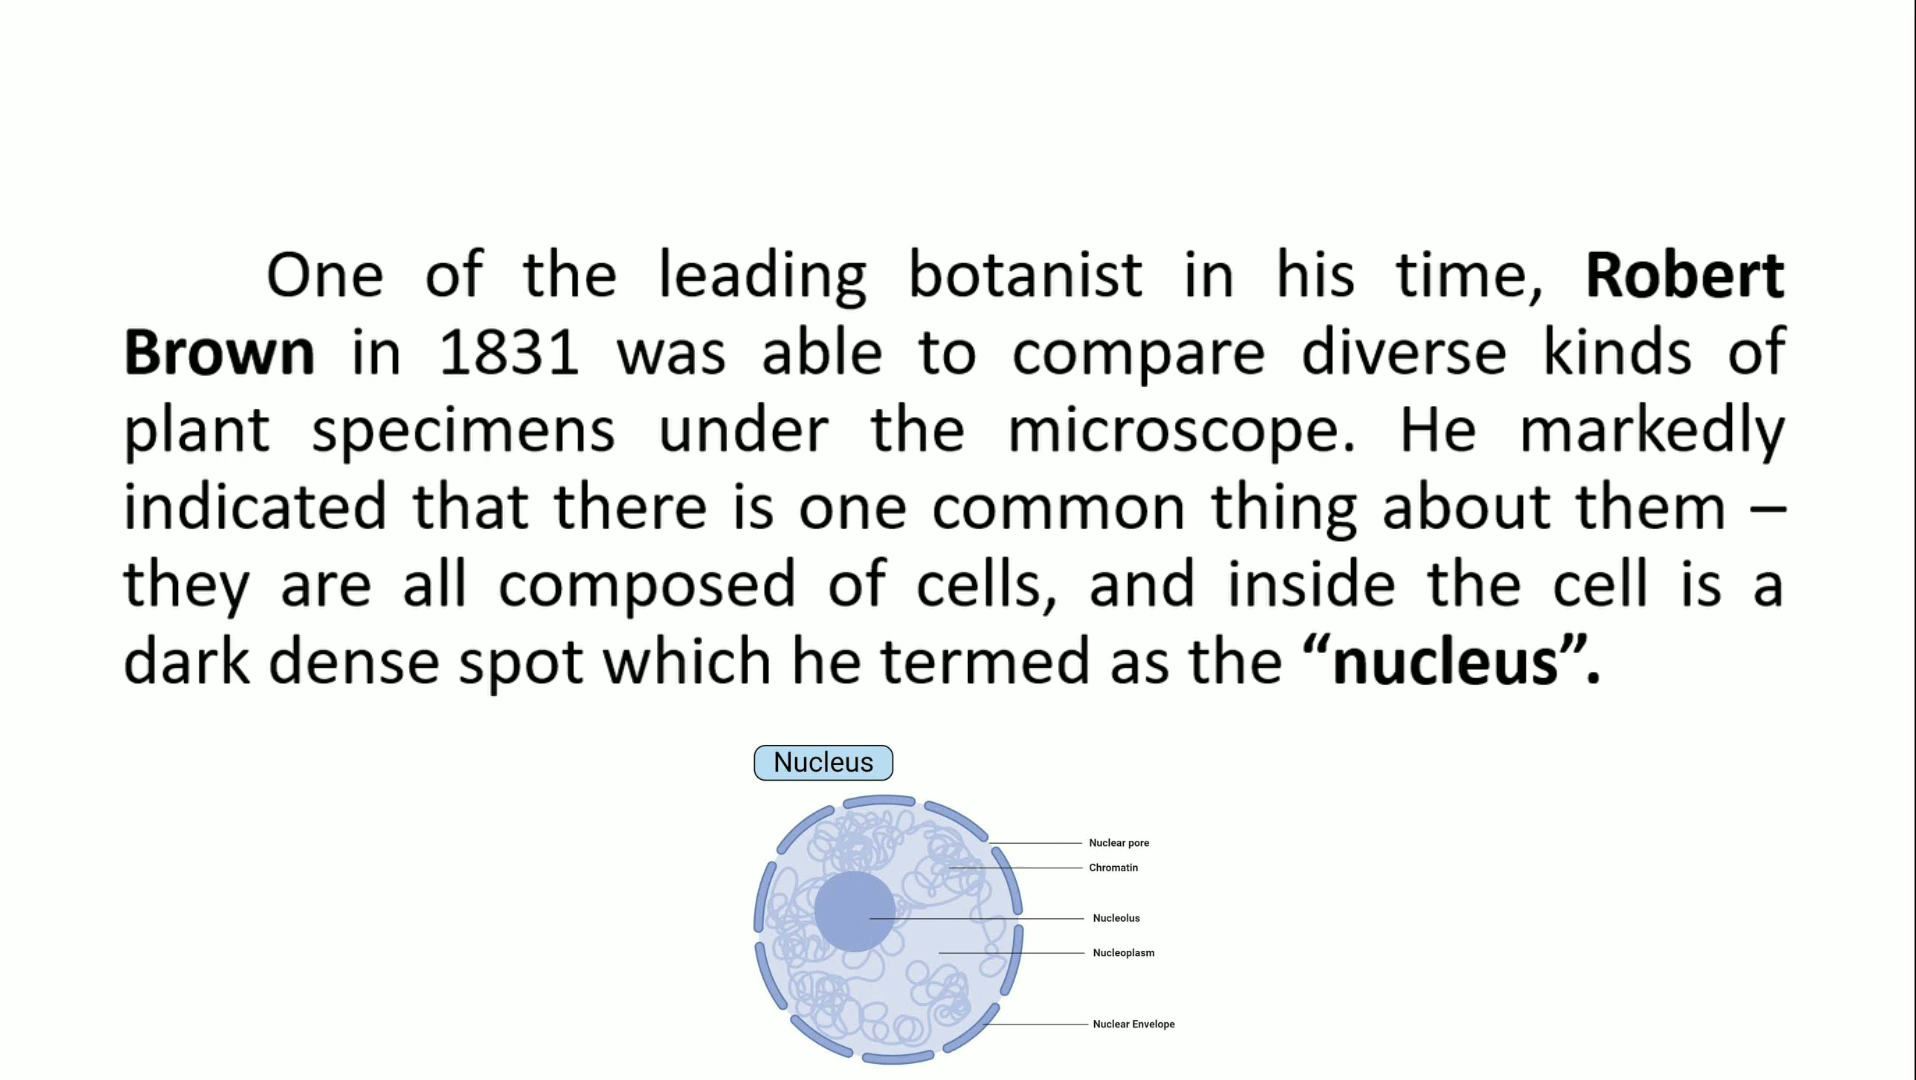 One of the leading botanist in his time, Robert
Brown in 1831 was able to compare diverse kinds of
plant specimens under the microscope. He markedly
indicated that there is one common thing about them –
they are all composed of cells, and inside the cell is a
dark dense spot which he termed as the “nucleus”.
Nucleus
Nuclear pore
Chromatin
Nucleolus
Nucleoplasm
Nuclear Envelope